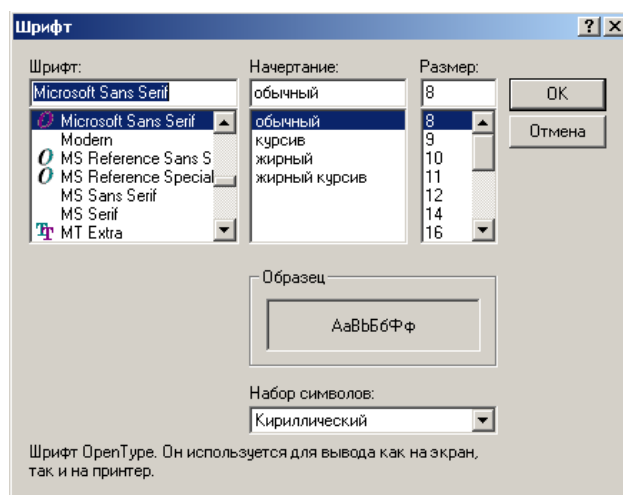 Шрифт
Шрифт:
Начертание:
Размер:
Microsoft Sans Serif
обычный
8
OK
Отмена
Microsoft Sans Serif
Modern
MS Reference Sans S
MS Reference Special
MS Sans Serif
MS Serif
MT Extra
обычный
курсив
жирный
жирный курсив
8
9
10
11
12
14
16
Образец
АаВbБбФф
Набор символов:
Кириллический
Шрифт OpenType. Он используется для вывода как на экран,
так и на принтер.